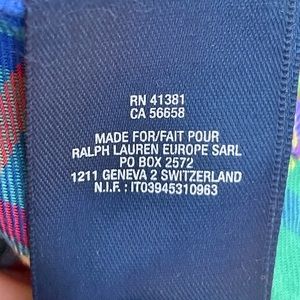 RN 41381
CA 56658
MADE FOR/FAIT POUR
RALPH LAUREN EUROPE SARL
PO BOX 2572
1211 GENEVA 2 SWITZERLAND
N.I.F. : IT03945310963